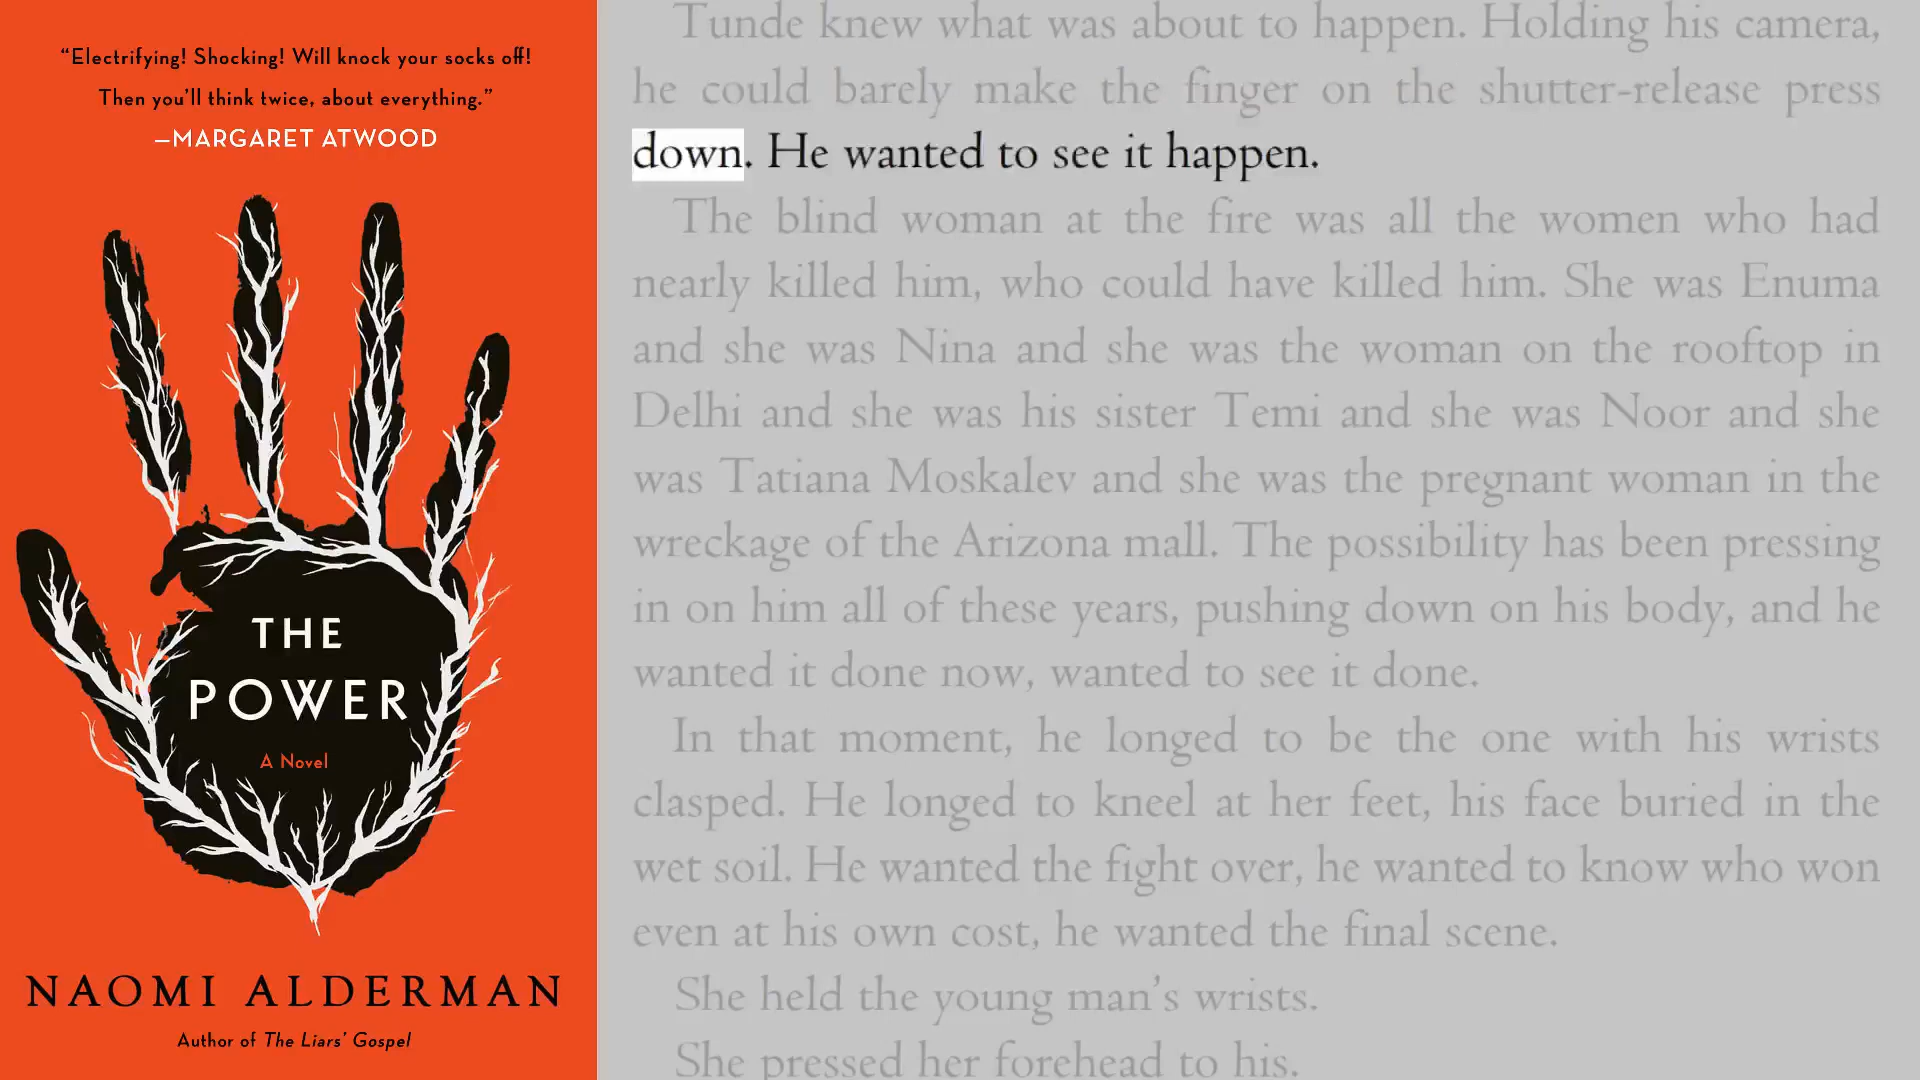 “Electrifying! Shocking! Will knock your socks off!
Then you’ll think twice, about everything.”
—MARGARET ATWOOD
THE
POWER
A Novel
NAOMI ALDERMAN
Author of The Liars’ Gospel
Tunde knew what was about to happen. Holding his camera,
he could barely make the finger on the shutter-release press
down. He wanted to see it happen.
The blind woman at the fire was all the women who had
nearly killed him, who could have killed him. She was Enuma
and she was Nina and she was the woman on the rooftop in
Delhi and she was his sister Temi and she was Noor and she
was Tatiana Moskalev and she was the pregnant woman in the
wreckage of the Arizona mall. The possibility has been pressing
in on him all of these years, pushing down on his body, and he
wanted it done now, wanted to see it done.
In that moment, he longed to be the one with his wrists
clasped. He longed to kneel at her feet, his face buried in the
wet soil. He wanted the fight over, he wanted to know who won
even at his own cost, he wanted the final scene.
She held the young man’s wrists.
She pressed her forehead to his.